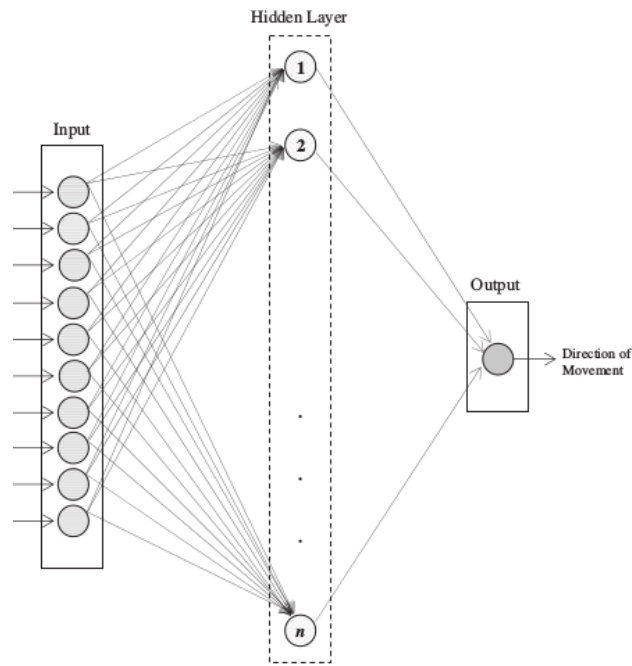 Hidden Layer
1
Input
2
Output
Direction of
Movement
n